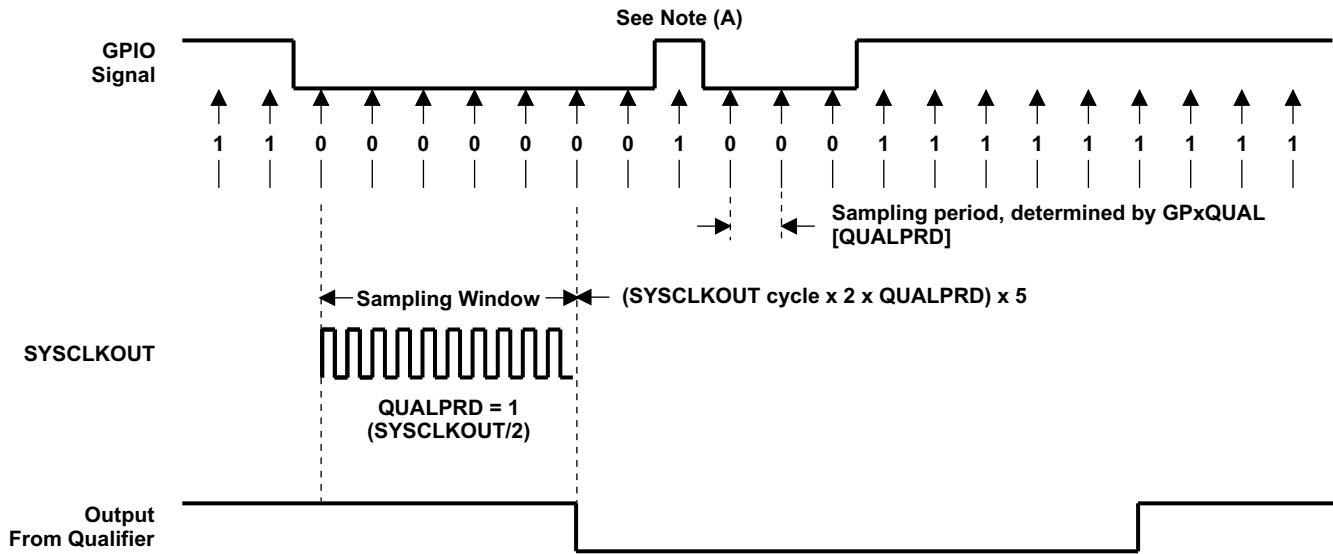 See Note (A)
GPIO
Signal
1 1 0 0 0 0 0 0 0 1 0 0 0 1 1 1 1 1 1 1 1 1
Sampling period, determined by GPxQUAL
[QUALPRD]
Sampling Window
(SYSCLKOUT cycle x 2 x QUALPRD) x 5
SYSCLKOUT
QUALPRD = 1
(SYSCLKOUT/2)
Output
From Qualifier